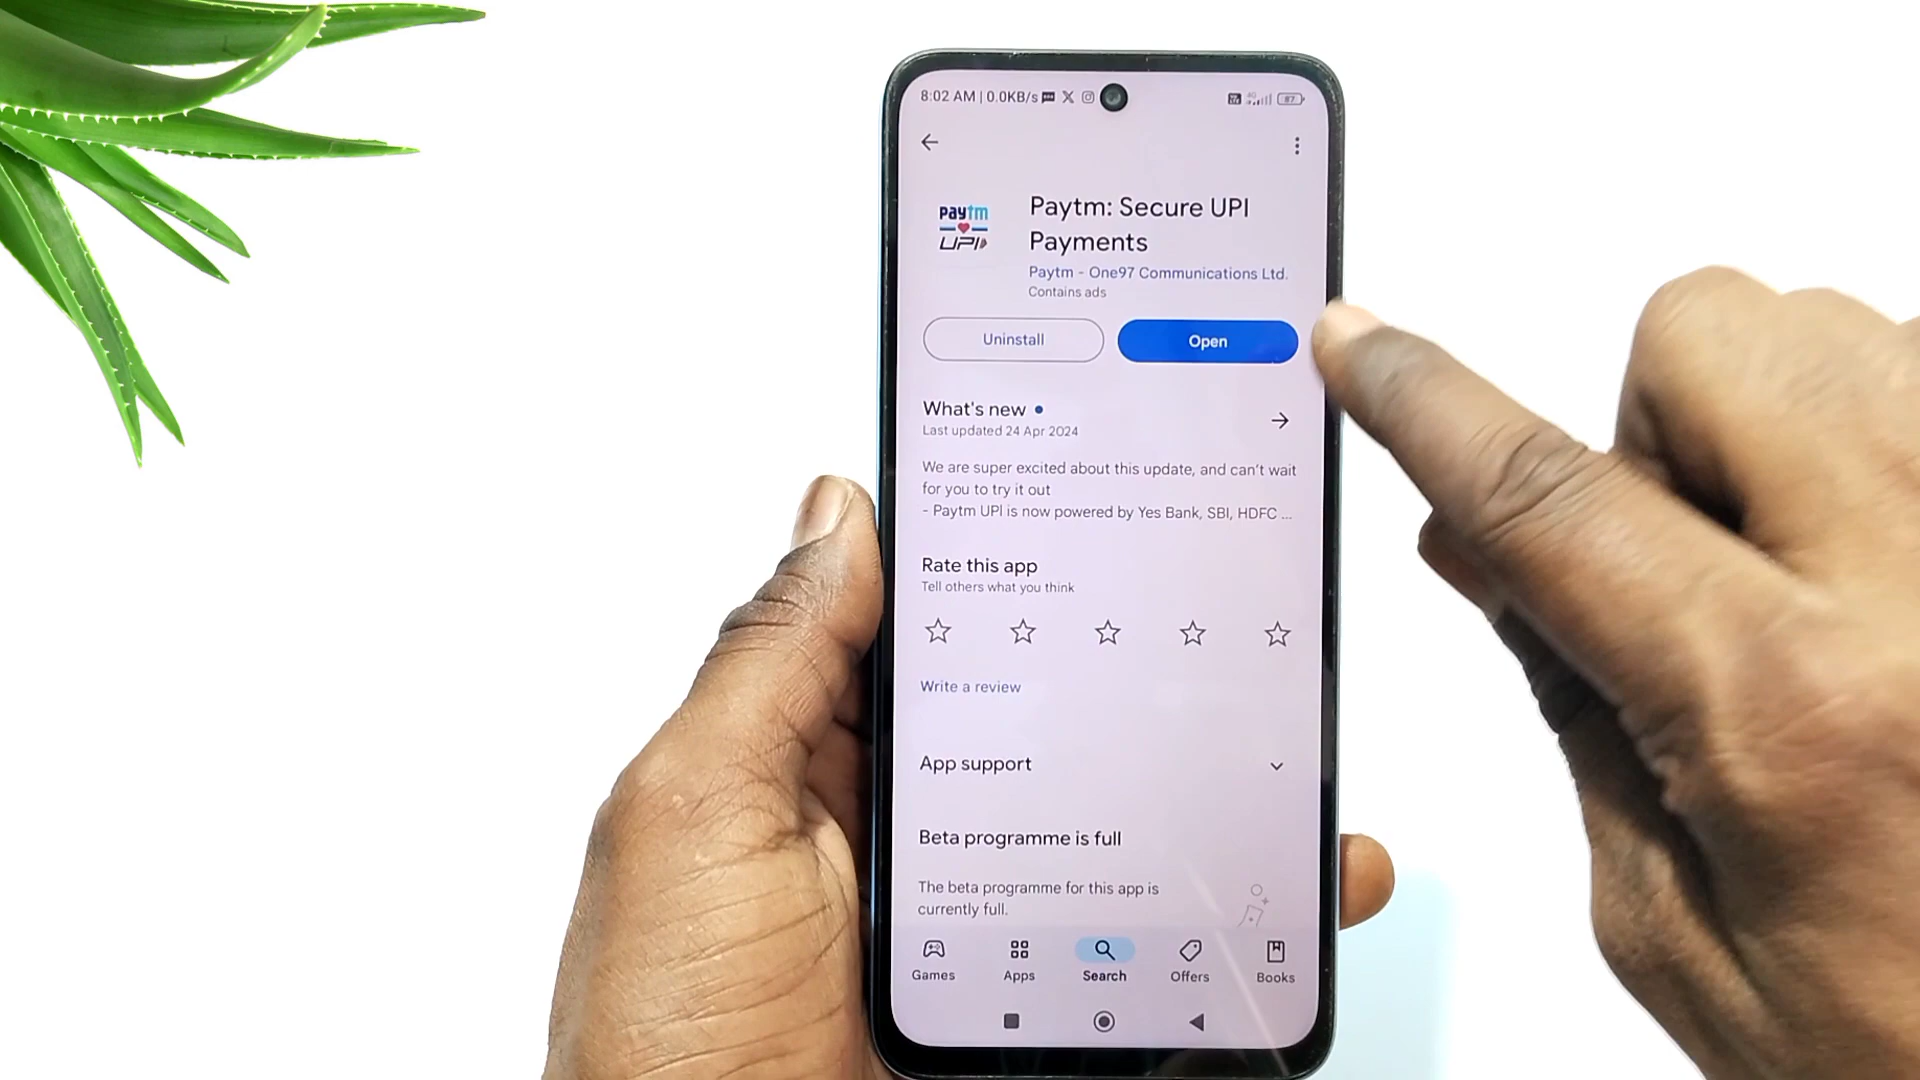 8:02 AM | 0.0KB/s
4G
87
Paytm: Secure UPI
Payments
paytm
UPI
Paytm - One97 Communications Ltd.
Contains ads
Uninstall
Open
What's new
Last updated 24 Apr 2024
We are super excited about this update, and can't wait
for you to try it out
- Paytm UPI is now powered by Yes Bank, SBI, HDFC ...
Rate this app
Tell others what you think
Write a review
App support
Beta programme is full
The beta programme for this app is
currently full.
Games
Apps
Search
Offers
Books